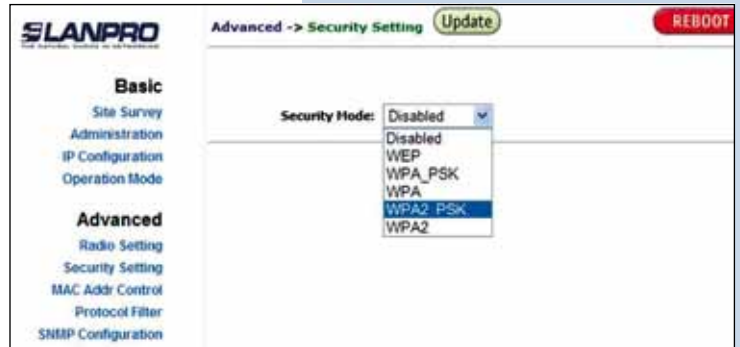 SLANPRO
Advanced -> Security Setting
Update
REBOOT
Basic
Site Survey
Administration
IP Configuration
Operation Mode
Advanced
Radio Setting
Security Setting
MAC Addr Control
Protocol Filter
SNMP Configuration
Security Mode: Disabled
Disabled
WEP
WPA_PSK
WPA
WPA2_PSK
WPA2